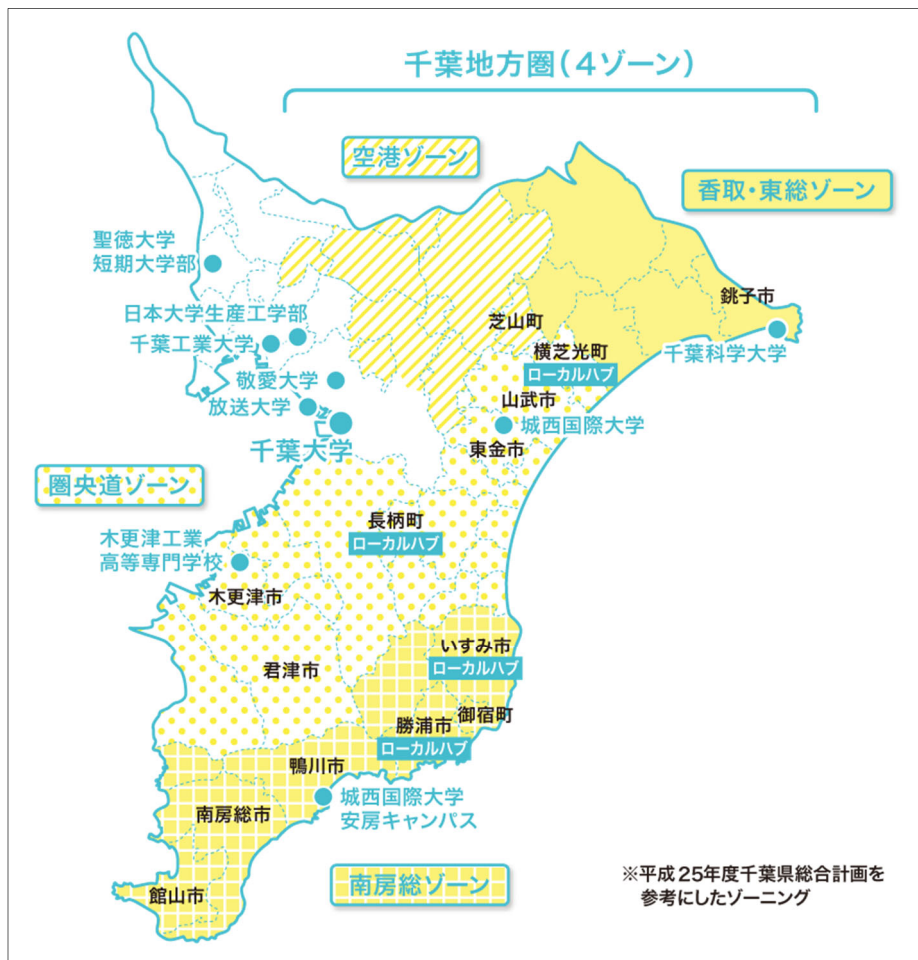 千葉地方圏(4ゾーン)
空港ゾーン
香取・東総ゾーン
聖徳大学
短期大学部
銚子市
日本大学生産工学部
芝山町
千葉工業大学
千葉科学大学
横芝光町
ローカルハブ
敬愛大学
山武市
放送大学
城西国際大学
千葉大学
東金市
圏央道ゾーン
長柄町
ローカルハブ
木更津工業
高等専門学校
木更津市
いすみ市
ローカルハブ
君津市
御宿町
勝浦市
ローカルハブ
鴨川市
城西国際大学
安房キャンパス
南房総市
南房総ゾーン
館山市
※平成25年度千葉県総合計画を
参考にしたゾーニング